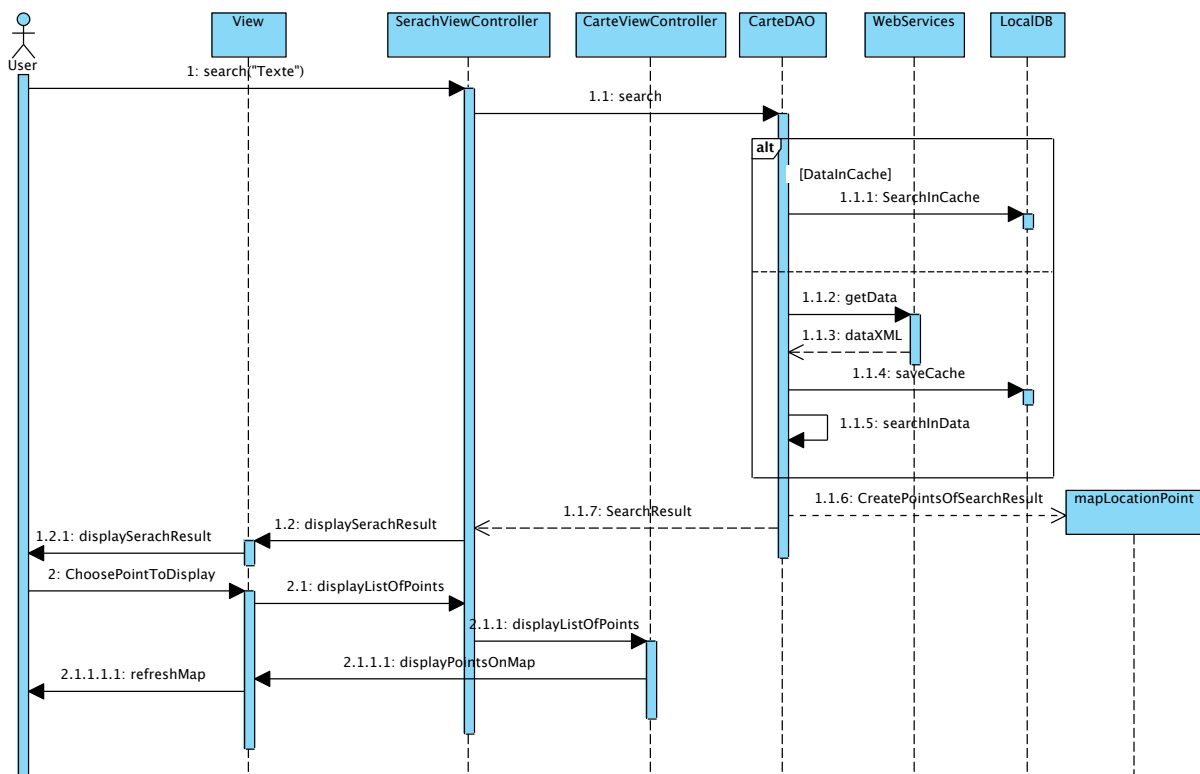 View
SerachViewController
CarteViewController
CarteDAO
WebServices
LocalDB
User
1: search("Texte")
1.1: search
alt
[DataInCache]
1.1.1: SearchInCache
1.1.2: getData
1.1.3: dataXML
1.1.4: saveCache
1.1.5: searchInData
1.1.6: CreatePointsOfSearchResult
mapLocationPoint
1.1.7: SearchResult
1.2: displaySerachResult
1.2.1: displaySerachResult
2: ChoosePointToDisplay
2.1: displayListOfPoints
2.1.1: displayListOfPoints
2.1.1.1: displayPointsOnMap
2.1.1.1.1: refreshMap